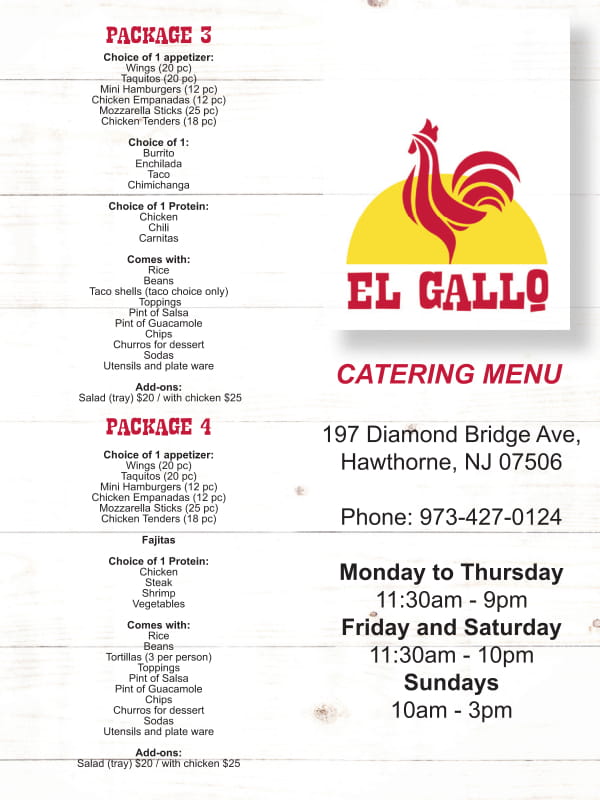 PACKAGE 3
Choice of 1 appetizer:
Wings (20 pc)
Taquitos (20 pc)
Mini Hamburgers (12 pc)
Chicken Empanadas (12 pc)
Mozzarella Sticks (25 pc)
Chicken Tenders (18 pc)
Choice of 1:
Burrito
Enchilada
Taco
Chimichanga
Choice of 1 Protein:
Chicken
Chili
Carnitas
Comes with:
Rice
Beans
Taco shells (taco choice only)
Toppings
Pint of Salsa
Pint of Guacamole
Chips
Churros for dessert
Sodas
Utensils and plate ware
Add-ons:
Salad (tray) $20 / with chicken $25
PACKAGE 4
Choice of 1 appetizer:
Wings (20 pc)
Taquitos (20 pc)
Mini Hamburgers (12 pc)
Chicken Empanadas (12 pc)
Mozzarella Sticks (25 pc)
Chicken Tenders (18 pc)
Fajitas
Choice of 1 Protein:
Chicken
Steak
Shrimp
Vegetables
Comes with:
Rice
Beans
Tortillas (3 per person)
Toppings
Pint of Salsa
Pint of Guacamole
Chips
Churros for dessert
Sodas
Utensils and plate ware
Add-ons:
Salad (tray) $20 / with chicken $25
EL GALLO
CATERING MENU
197 Diamond Bridge Ave,
Hawthorne, NJ 07506
Phone: 973-427-0124
Monday to Thursday
11:30am - 9pm
Friday and Saturday
11:30am - 10pm
Sundays
10am - 3pm